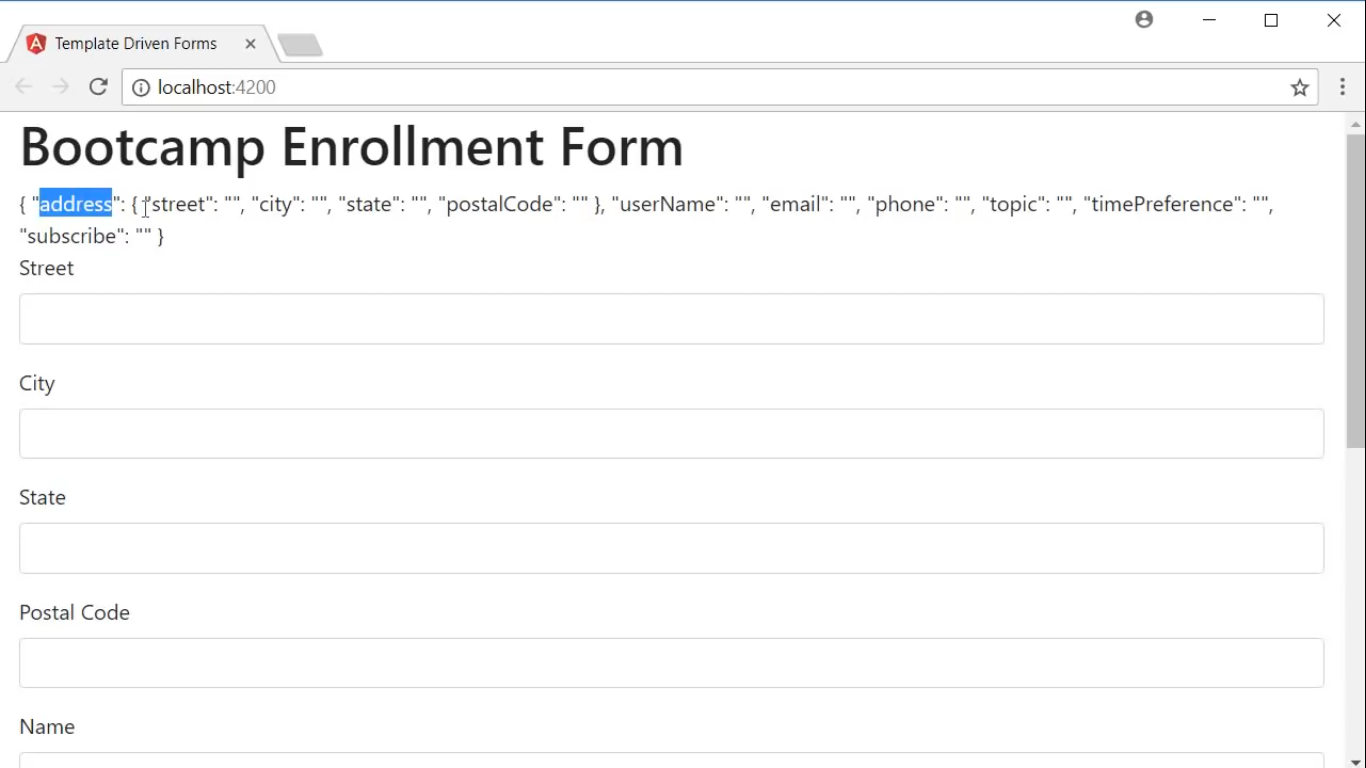 Template Driven Forms
localhost:4200
Bootcamp Enrollment Form
{ "address": { "street": "", "city": "", "state": "", "postalCode": "" }, "userName": "", "email": "", "phone": "", "topic": "", "timePreference": "",
"subscribe": "" }
Street
City
State
Postal Code
Name